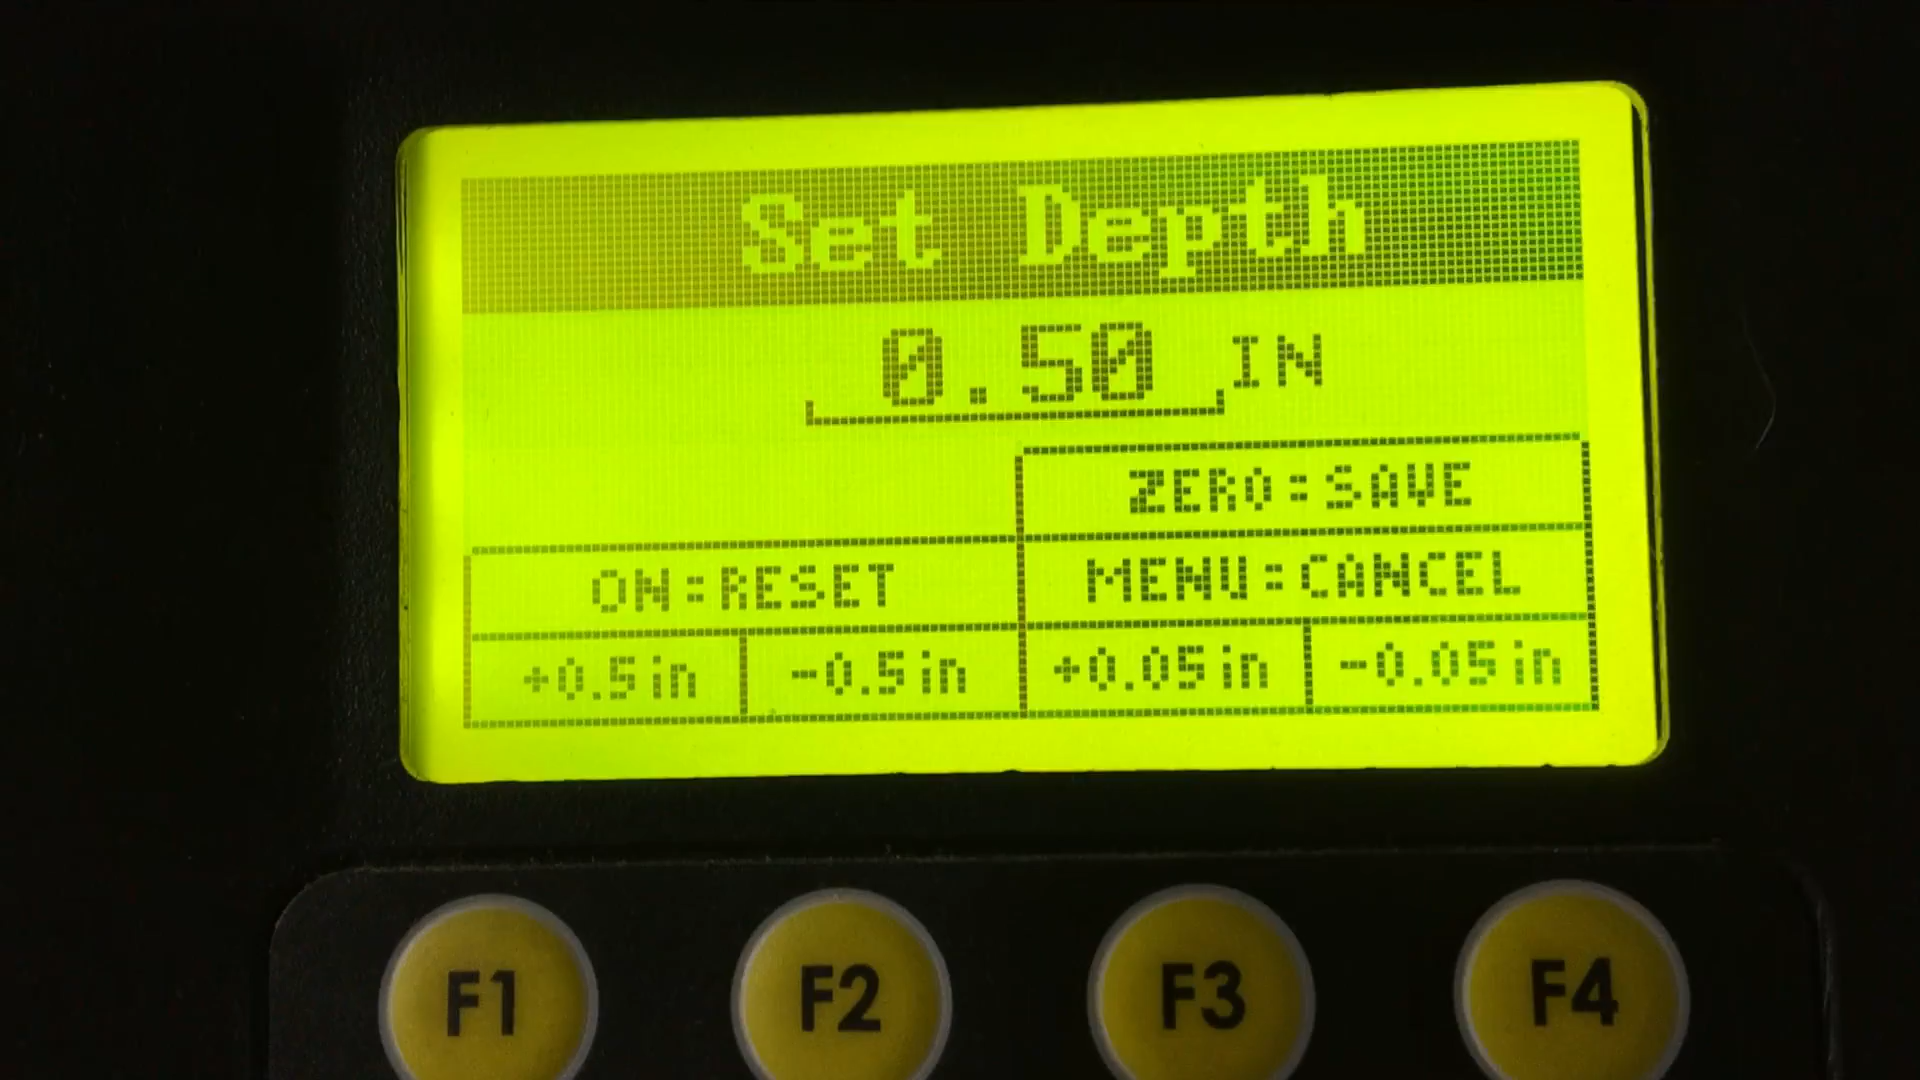 Set Depth
0.50 IN
ZERO:SAVE
ON:RESET MENU:CANCEL
+0.5in -0.5in +0.05in -0.05in
F1 F2 F3 F4